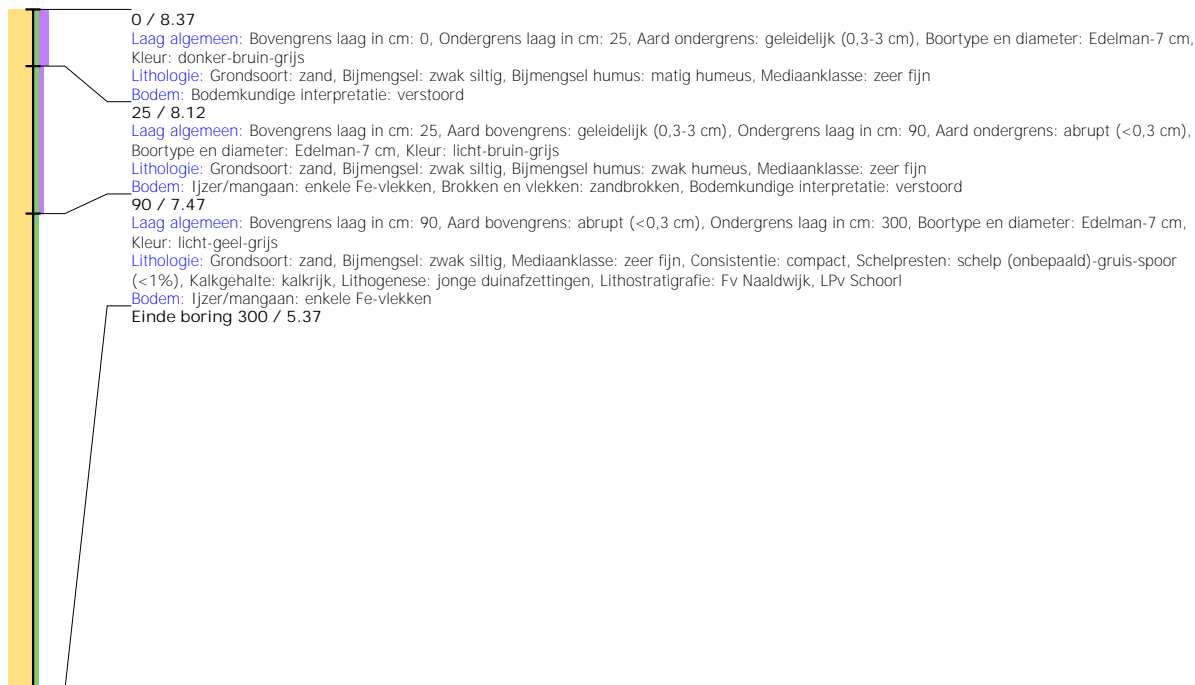 0 / 8.37
Laag algemeen: Bovengrens laag in cm: 0, Ondergrens laag in cm: 25, Aard ondergrens: geleidelijk (0,3-3 cm), Boortype en diameter: Edelman-7 cm,
Kleur: donker-bruin-grijs
Lithologie: Grondsoort: zand, Bijmengsel: zwak siltig, Bijmengsel humus: matig humeus, Mediaanklasse: zeer fijn
Bodem: Bodemkundige interpretatie: verstoord
25 / 8.12
Laag algemeen: Bovengrens laag in cm: 25, Aard bovengrens: geleidelijk (0,3-3 cm), Ondergrens laag in cm: 90, Aard ondergrens: abrupt (<0,3 cm),
Boortype en diameter: Edelman-7 cm, Kleur: licht-bruin-grijs
Lithologie: Grondsoort: zand, Bijmengsel: zwak siltig, Bijmengsel humus: zwak humeus, Mediaanklasse: zeer fijn
Bodem: Ijzer/mangaan: enkele Fe-vlekken, Brokken en vlekken: zandbrokken, Bodemkundige interpretatie: verstoord
90 / 7.47
Laag algemeen: Bovengrens laag in cm: 90, Aard bovengrens: abrupt (<0,3 cm), Ondergrens laag in cm: 300, Boortype en diameter: Edelman-7 cm,
Kleur: licht-geel-grijs
Lithologie: Grondsoort: zand, Bijmengsel: zwak siltig, Mediaanklasse: zeer fijn, Consistentie: compact, Schelpresten: schelp (onbepaald)-gruis-spoor
(<1%), Kalkgehalte: kalkrijk, Lithogenese: jonge duinafzettingen, Lithostratigrafie: Fv Naaldwijk, LPv Schoorl
Bodem: Ijzer/mangaan: enkele Fe-vlekken
Einde boring 300 / 5.37